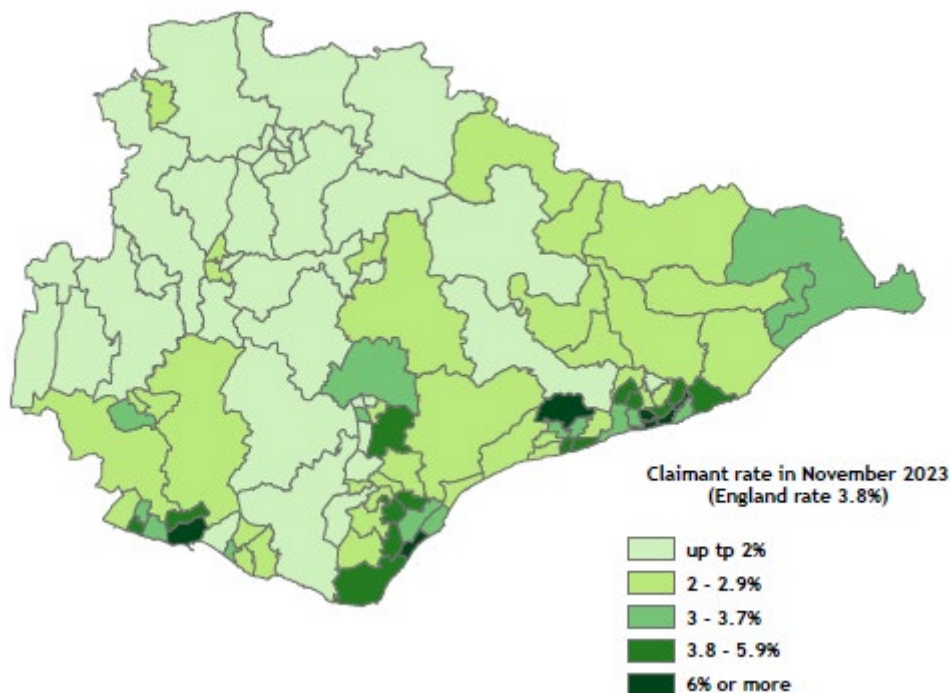 Claimant rate in November 2023
(England rate 3.8%)
up tp 2%
2 - 2.9%
3 - 3.7%
3.8 - 5.9%
6% or more